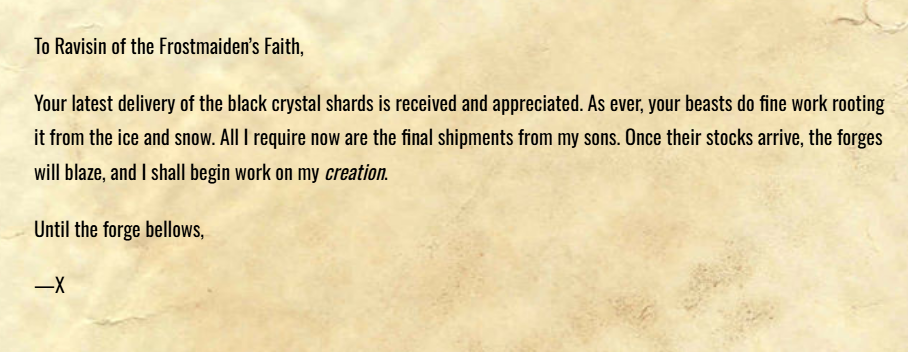 To Ravisin of the Frostmaiden’s Faith,
Your latest delivery of the black crystal shards is received and appreciated. As ever, your beasts do fine work rooting
it from the ice and snow. All I require now are the final shipments from my sons. Once their stocks arrive, the forges
will blaze, and I shall begin work on my creation.
Until the forge bellows,
—X